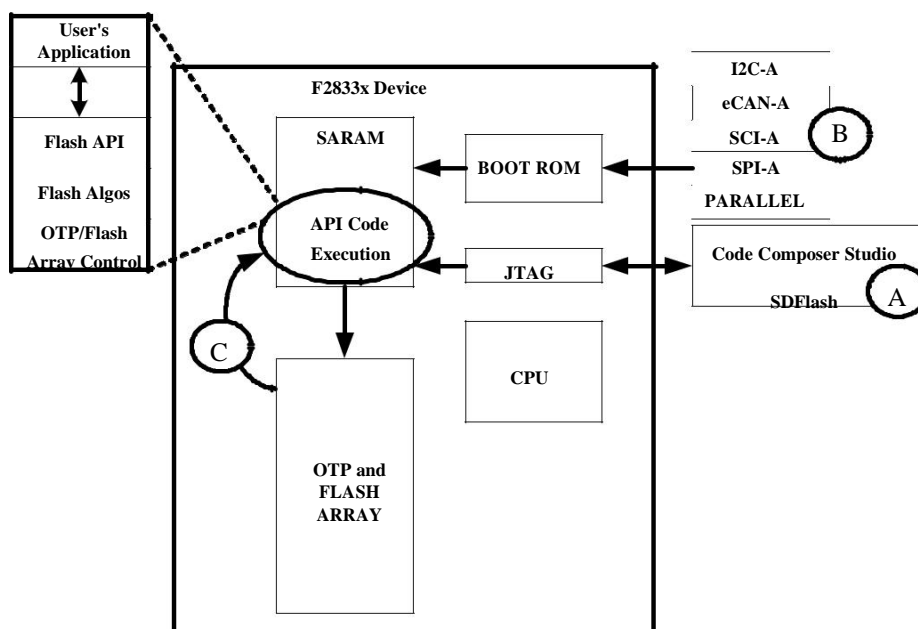 User's
Application
Flash API
Flash Algos
OTP/Flash
Array Control
F2833x Device
SARAM
API Code
Execution
C
OTP and
FLASH
ARRAY
BOOT ROM
JTAG
CPU
I2C-A
eCAN-A
SCI-A
B
SPI-A
PARALLEL
Code Composer Studio
SDFlash
A